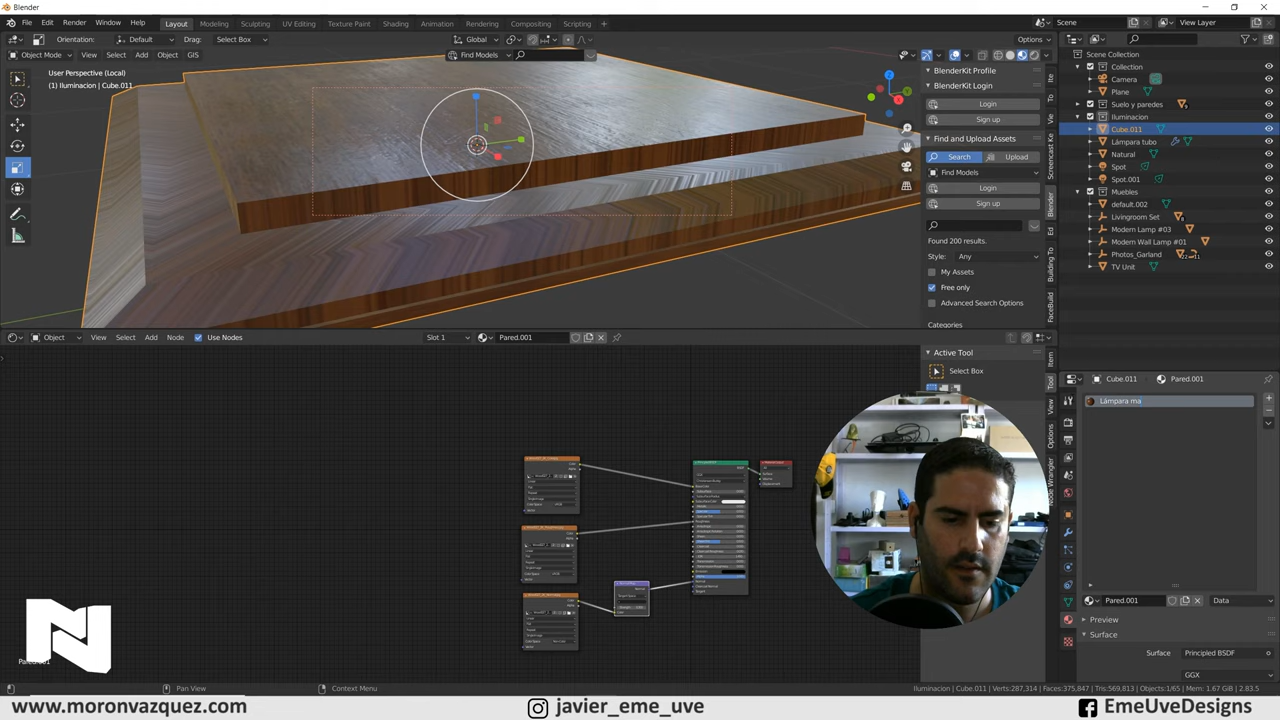 Blender
File Edit Render Window Help
Layout Modeling Sculpting UV Editing Texture Paint Shading Animation Rendering Compositing Scripting +
Scene
View Layer
Orientation: Default Drag: Select Box
Global
Options
Object Mode View Select Add Object GIS
Find Models
User Perspective (Local)
(1) Iluminacion | Cube.011
BlenderKit Profile
BlenderKit Login
Login
Sign up
Find and Upload Assets
Search Upload
Find Models
Login
Sign up
Found 200 results.
Style: Any
My Assets
Free only
Advanced Search Options
Categories
Scene Collection
Collection
Camera
Plane
Suelo y paredes
Iluminacion
Cube.011
Lámpara tubo
Natural
Spot
Spot.001
Muebles
default.002
Livingroom Set
Modern Lamp #03
Modern Wall Lamp #01
Photos_Garland
TV Unit
Object View Select Add Node Use Nodes
Slot 1
Pared.001
Active Tool
Select Box
Item
Tool
View
Options
Node Wrangler
Cube.011 Pared.001
Lámpara ma
Pared.001
Data
Preview
Surface
Surface Principled BSDF
GGX
N
Pan View
Context Menu
Iluminacion | Cube.011 | Verts:287,314 | Faces:375,847 | Tris:569,813 | Objects:1/65 | Mem: 1.67 GiB | 2.83.5
www.moronvazquez.com
javier_eme_uve
EmeUveDesigns